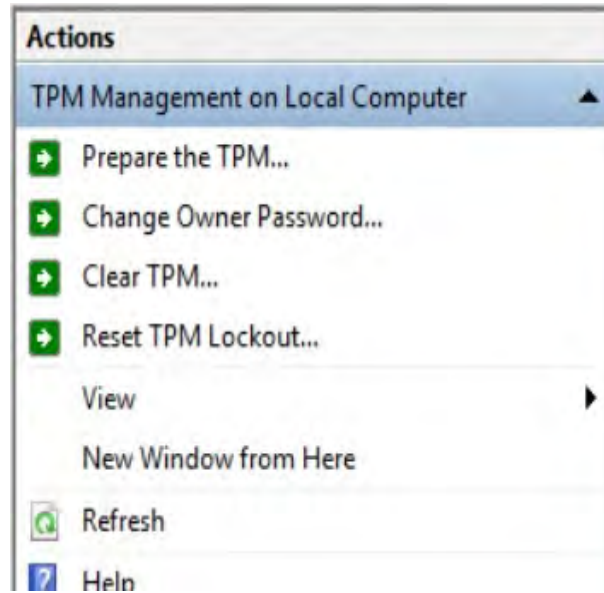 Actions
TPM Management on Local Computer
Prepare the TPM...
Change Owner Password...
Clear TPM...
Reset TPM Lockout...
View
New Window from Here
Refresh
Help